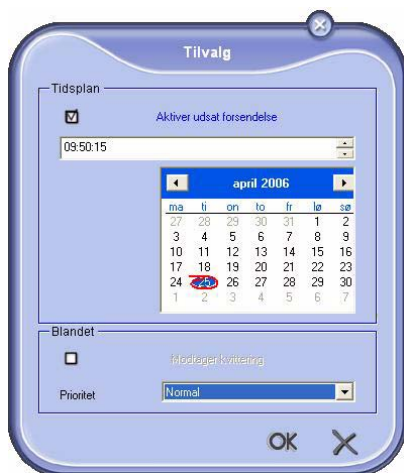 Tilvalg
Tidsplan
Aktiver udsat forsendelse
09:50:15
april 2006
ma ti on to fr lø sø
27 28 29 30 31 1 2
3 4 5 6 7 8 9
10 11 12 13 14 15 16
17 18 19 20 21 22 23
24 25 26 27 28 29 30
1 2 3 4 5 6 7
Blandet
Modtager kvittering
Prioritet Normal
OK